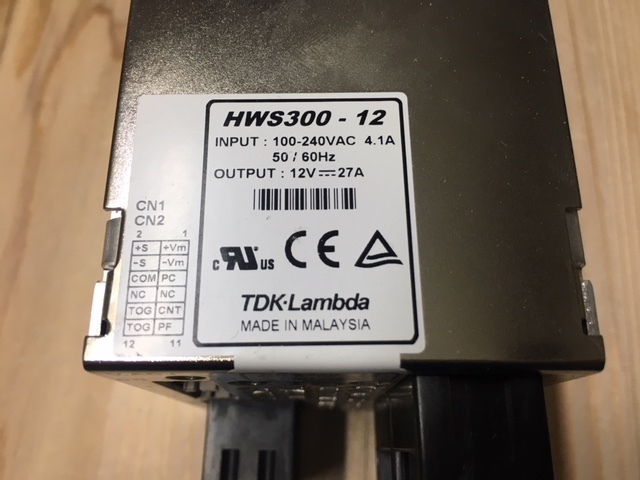 HWS300 - 12
INPUT : 100-240VAC 4.1A
50 / 60Hz
OUTPUT : 12V⎓27A
CN1
CN2
2 1
+S +Vm
-S -Vm
COM PC
NC NC
TOG CNT
TOG PF
12 11
c RU US CE
TDK·Lambda
MADE IN MALAYSIA